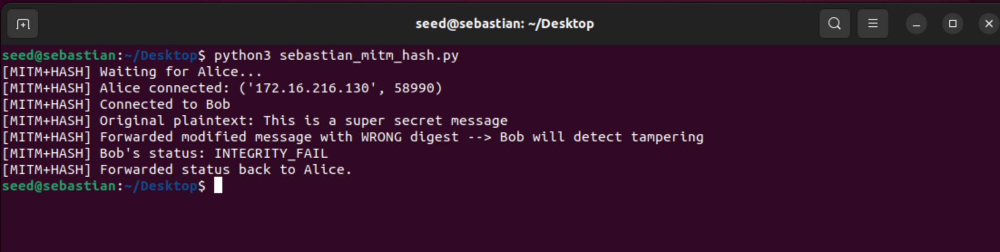 seed@sebastian: ~/Desktop
seed@sebastian:~/Desktop$ python3 sebastian_mitm_hash.py
[MITM+HASH] Waiting for Alice...
[MITM+HASH] Alice connected: ('172.16.216.130', 58990)
[MITM+HASH] Connected to Bob
[MITM+HASH] Original plaintext: This is a super secret message
[MITM+HASH] Forwarded modified message with WRONG digest --> Bob will detect tampering
[MITM+HASH] Bob's status: INTEGRITY_FAIL
[MITM+HASH] Forwarded status back to Alice.
seed@sebastian:~/Desktop$